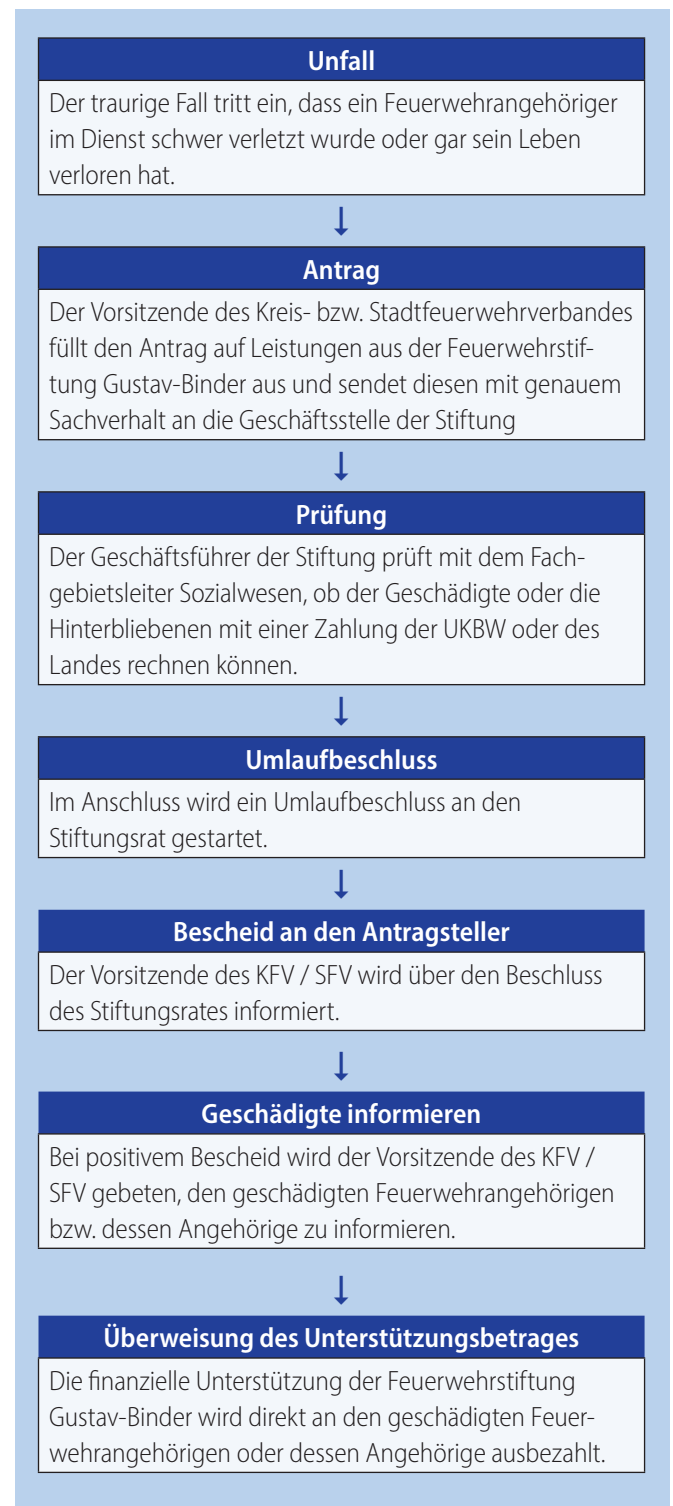 Unfall
Der traurige Fall tritt ein, dass ein Feuerwehrangehöriger
im Dienst schwer verletzt wurde oder gar sein Leben
verloren hat.
Antrag
Der Vorsitzende des Kreis- bzw. Stadtfeuerwehrverbandes
füllt den Antrag auf Leistungen aus der Feuerwehrstif-
tung Gustav-Binder aus und sendet diesen mit genauem
Sachverhalt an die Geschäftsstelle der Stiftung
Prüfung
Der Geschäftsführer der Stiftung prüft mit dem Fach-
gebietsleiter Sozialwesen, ob der Geschädigte oder die
Hinterbliebenen mit einer Zahlung der UKBW oder des
Landes rechnen können.
Umlaufbeschluss
Im Anschluss wird ein Umlaufbeschluss an den
Stiftungsrat gestartet.
Bescheid an den Antragsteller
Der Vorsitzende des KFV / SFV wird über den Beschluss
des Stiftungsrates informiert.
Geschädigte informieren
Bei positivem Bescheid wird der Vorsitzende des KFV /
SFV gebeten, den geschädigten Feuerwehrangehörigen
bzw. dessen Angehörige zu informieren.
Überweisung des Unterstützungsbetrages
Die finanzielle Unterstützung der Feuerwehrstiftung
Gustav-Binder wird direkt an den geschädigten Feuer-
wehrangehörigen oder dessen Angehörige ausbezahlt.